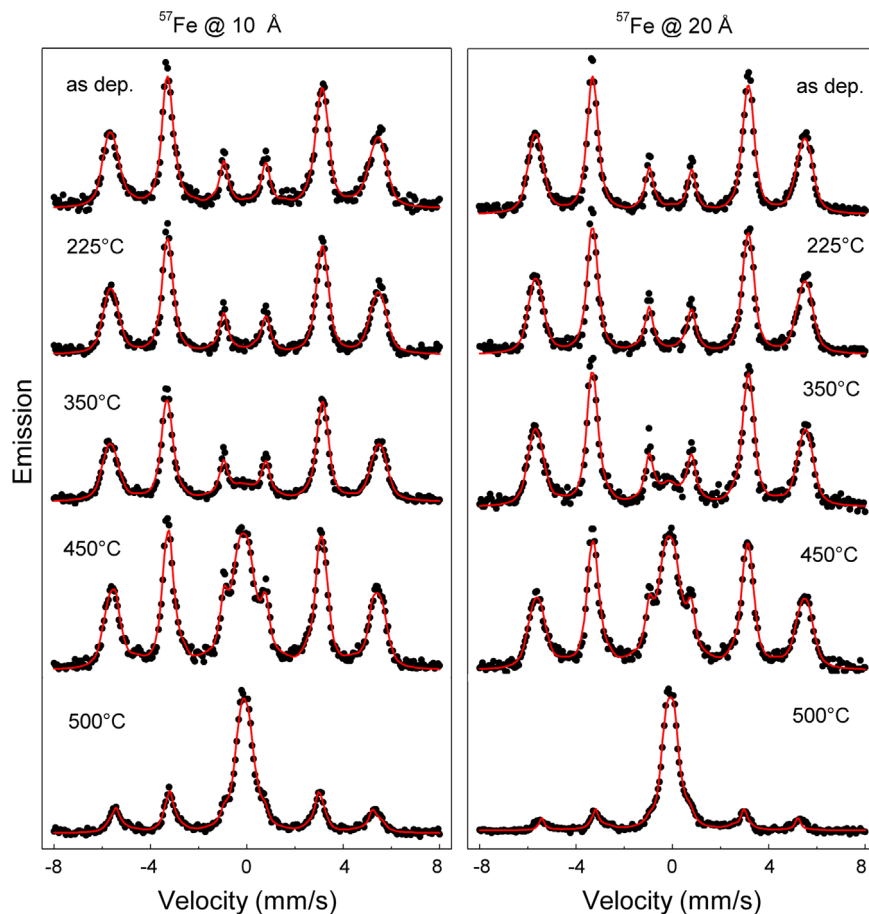 ⁵⁷Fe @ 10 Å
⁵⁷Fe @ 20 Å
Emission
as dep.
225°C
350°C
450°C
500°C
-8 -4 0 4 8
Velocity (mm/s)
as dep.
225°C
350°C
450°C
500°C
-8 -4 0 4 8
Velocity (mm/s)